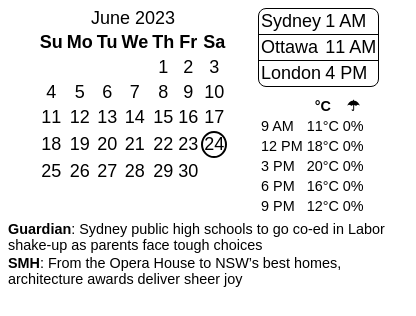 June 2023
Su Mo Tu We Th Fr Sa
1 2 3
4 5 6 7 8 9 10
11 12 13 14 15 16 17
18 19 20 21 22 23 24
25 26 27 28 29 30
Sydney 1 AM
Ottawa 11 AM
London 4 PM
°C ☂
9 AM 11°C 0%
12 PM 18°C 0%
3 PM 20°C 0%
6 PM 16°C 0%
9 PM 12°C 0%
Guardian: Sydney public high schools to go co-ed in Labor
shake-up as parents face tough choices
SMH: From the Opera House to NSW's best homes,
architecture awards deliver sheer joy